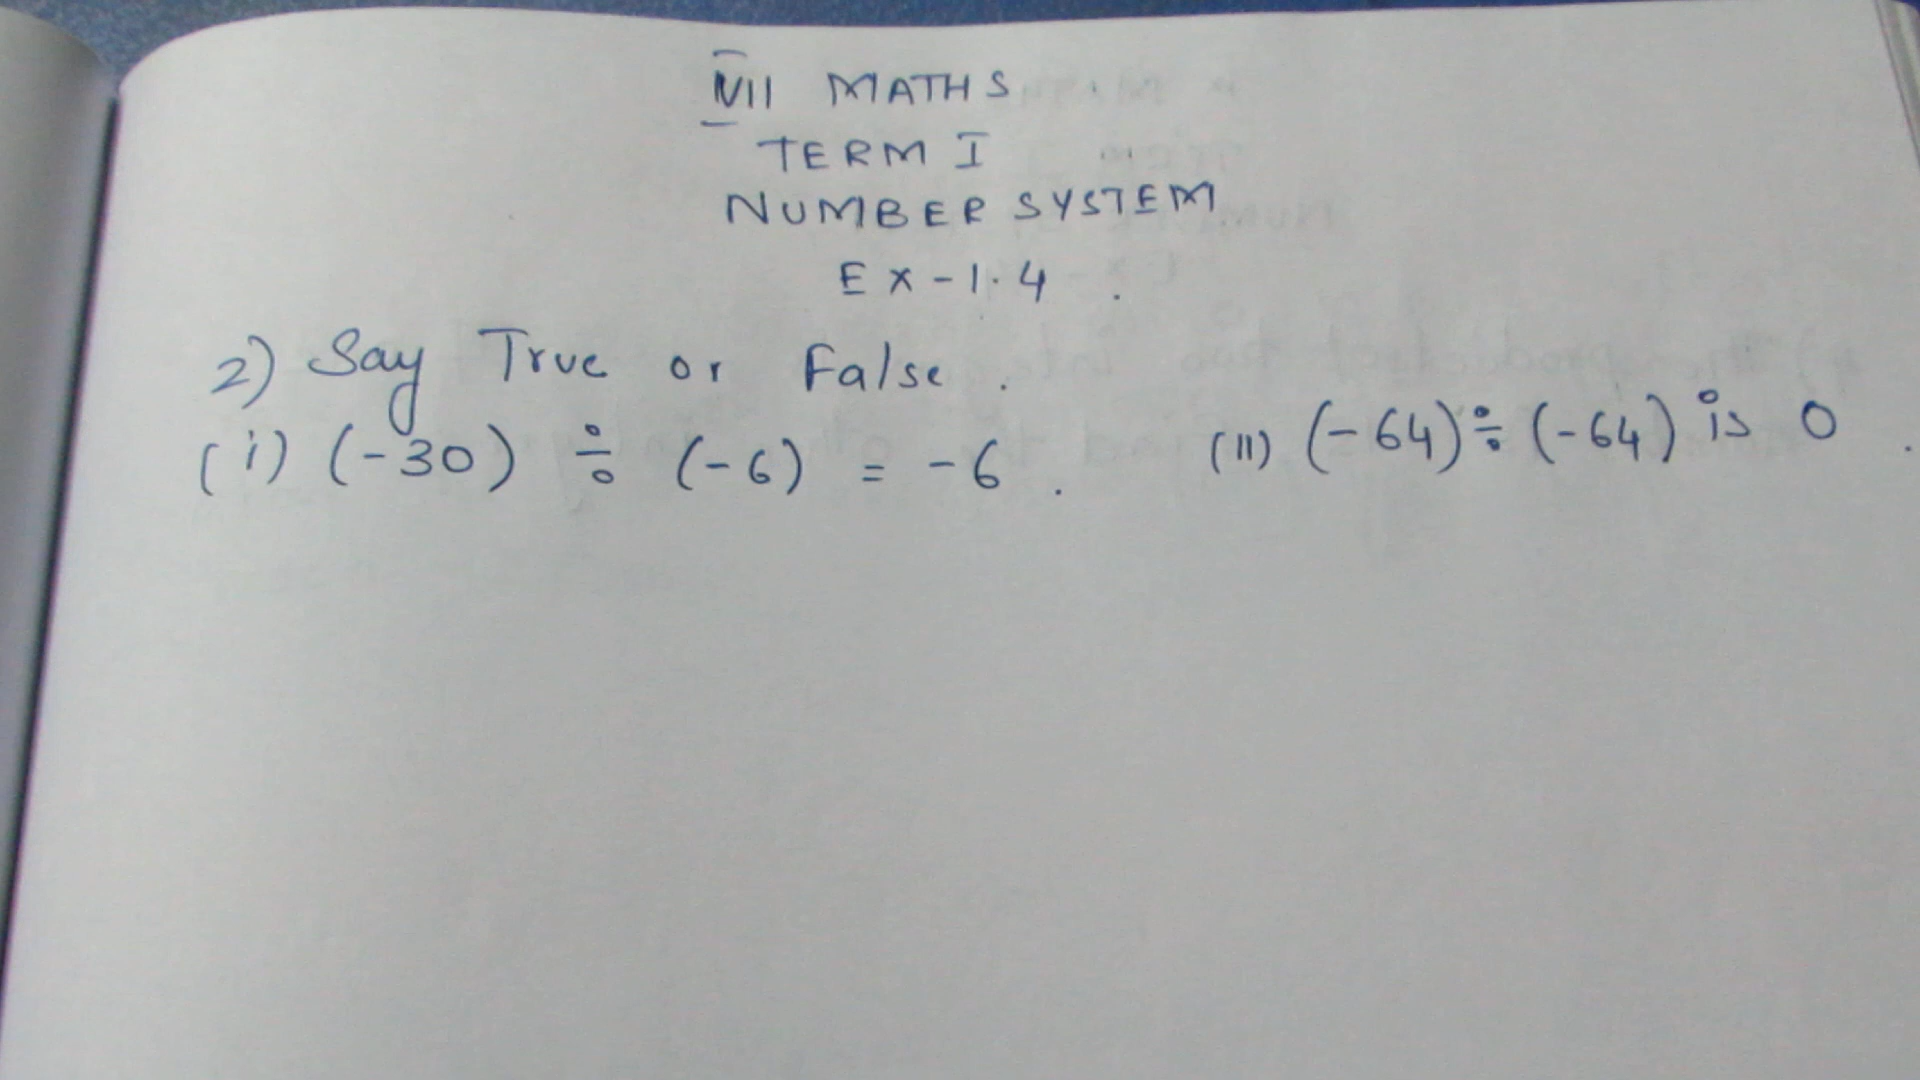 VII MATHS
TERM I
NUMBER SYSTEM
EX-1.4.
2) Say True or False.
(i) (-30) ÷ (-6) = -6. (II) (-64) ÷ (-64) is 0.